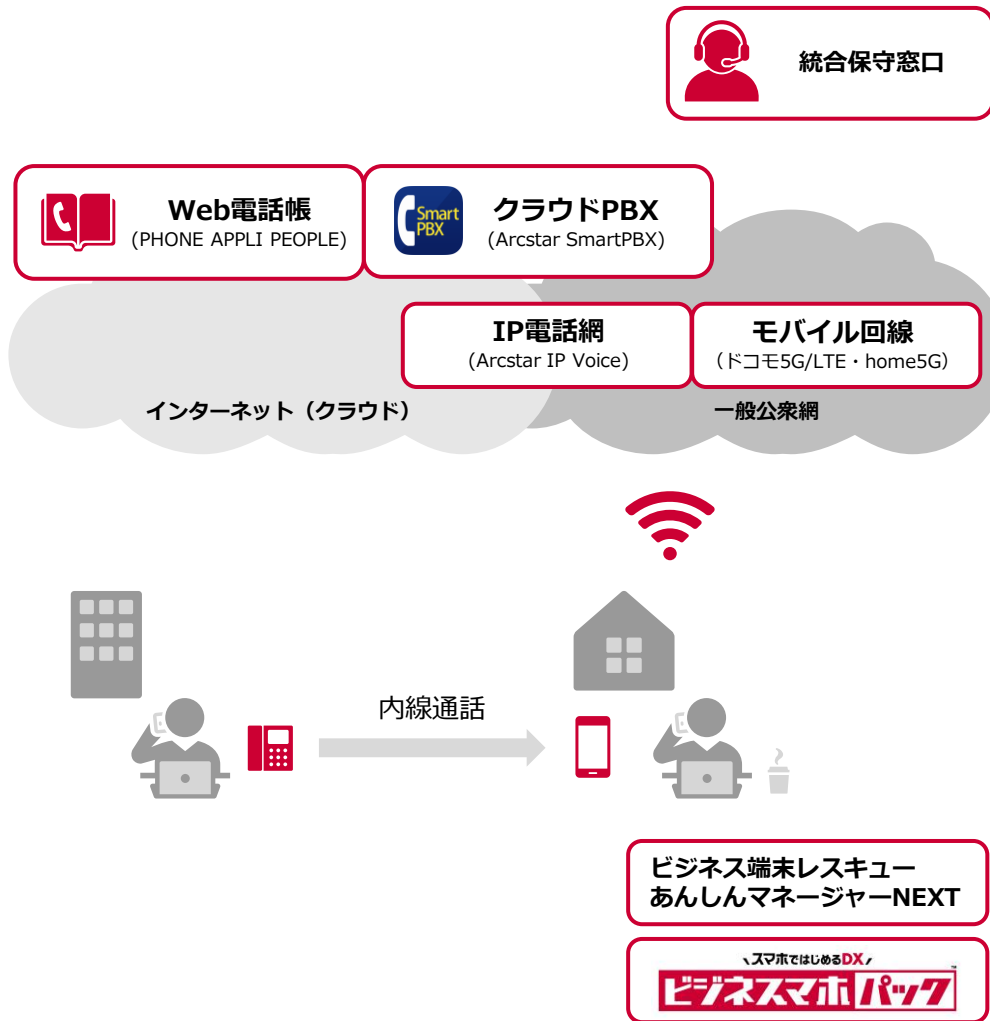 統合保守窓口
Web電話帳
(PHONE APPLI PEOPLE)
Smart
PBX
クラウドPBX
(Arcstar SmartPBX)
IP電話網
(Arcstar IP Voice)
モバイル回線
（ドコモ5G/LTE・home5G）
インターネット（クラウド）
一般公衆網
内線通話
ビジネス端末レスキュー
あんしんマネージャーNEXT
スマホではじめるDX
ビジネスマホパック™